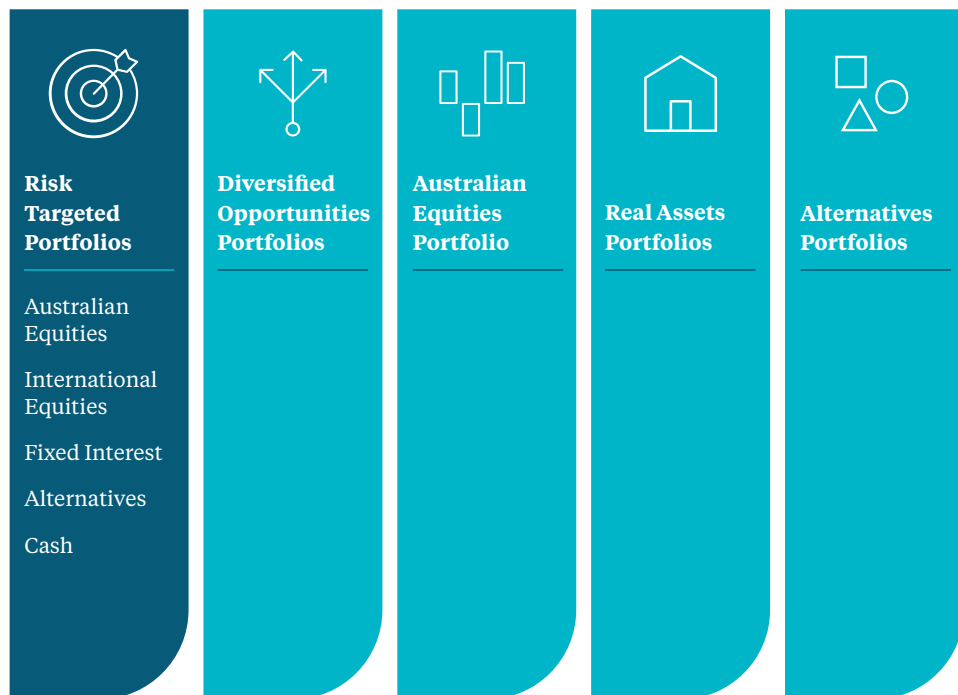 Risk
Targeted
Portfolios
Australian
Equities
International
Equities
Fixed Interest
Alternatives
Cash
Diversified
Opportunities
Portfolios
Australian
Equities
Portfolio
Real Assets
Portfolios
Alternatives
Portfolios